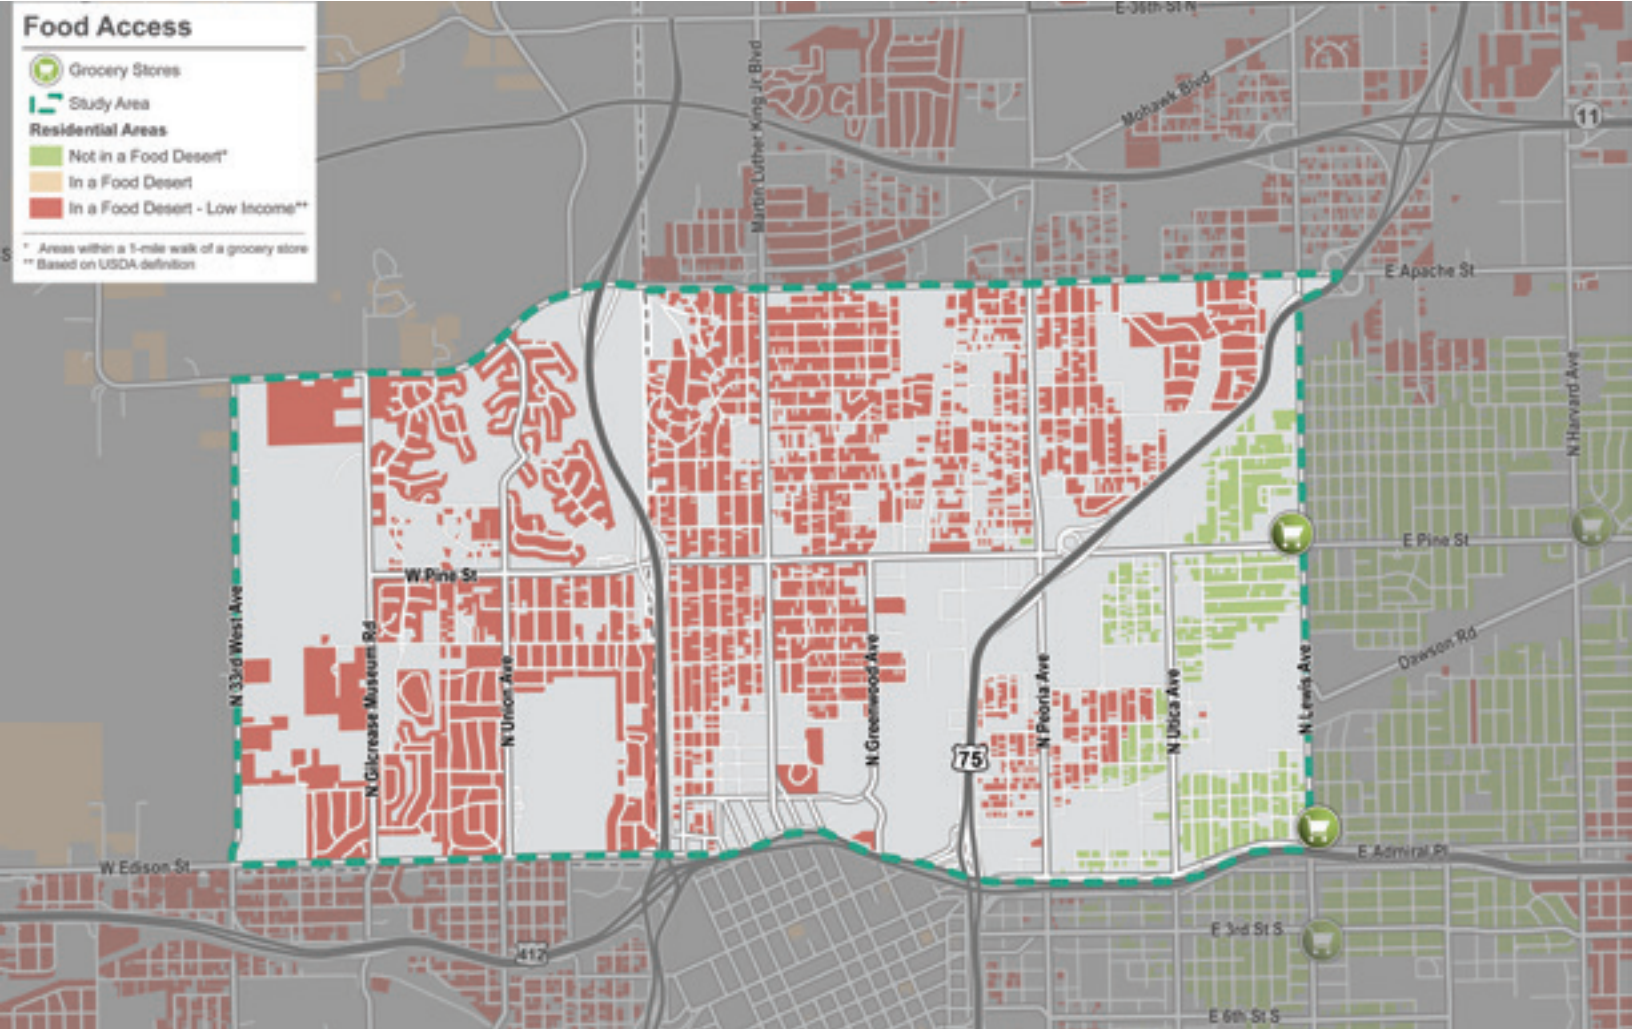 Food Access
Grocery Stores
Study Area
Residential Areas
Not in a Food Desert*
In a Food Desert
In a Food Desert - Low Income**
* Areas within a 1-mile walk of a grocery store
** Based on USDA definition
E 36th St N
Martin Luther King Jr Blvd
Mohawk Blvd
11
S
E Apache St
N Harvard Ave
E Pine St
W Pine St
N 33rd West Ave
N Gilcrease Museum Rd
N Union Ave
N Greenwood Ave
N Peoria Ave
N Utica Ave
N Lewis Ave
Dawson Rd
75
W Edison St
E Admiral Pl
412
E 3rd St S
E 6th St S